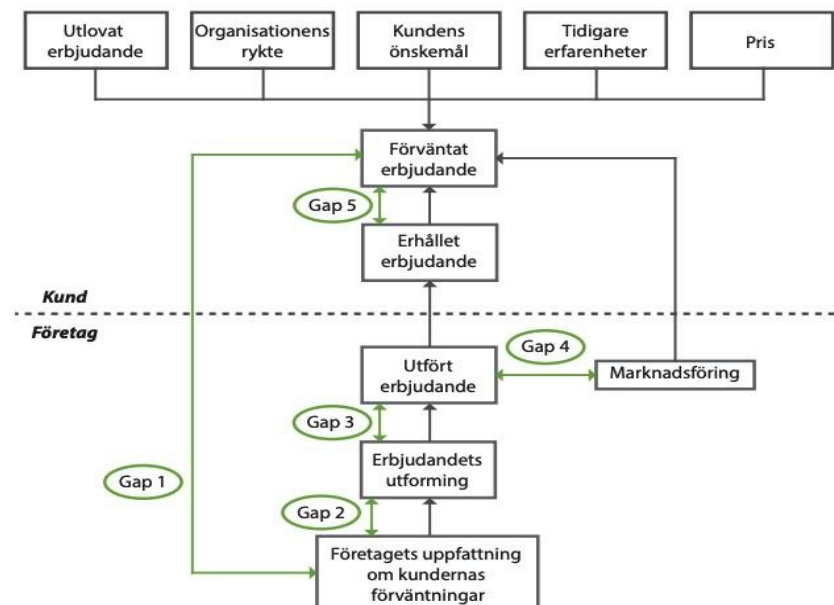 Utlovat
erbjudande
Organisationens
rykte
Kundens
önskemål
Tidigare
erfarenheter
Pris
Förväntat
erbjudande
Gap 5
Erhållet
erbjudande
Kund
Företag
Utfört
erbjudande
Gap 4
Marknadsföring
Gap 3
Erbjudandets
utforming
Gap 1
Gap 2
Företagets uppfattning
om kundernas
förväntningar